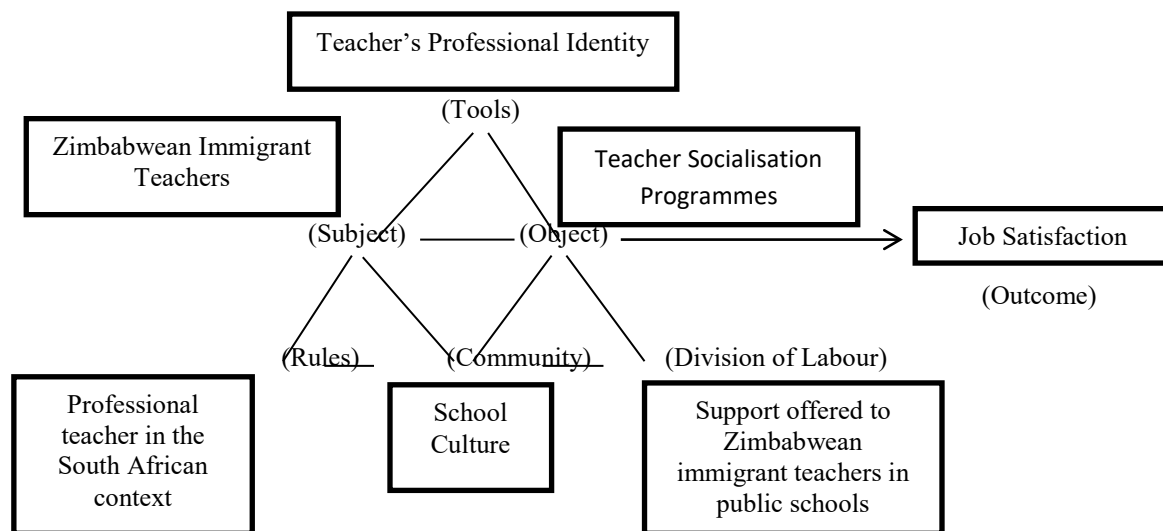 Teacher’s Professional Identity
(Tools)
Zimbabwean Immigrant
Teachers
Teacher Socialisation
Programmes
(Subject)
(Object)
Job Satisfaction
(Outcome)
(Rules)
(Community)
(Division of Labour)
Professional
teacher in the
South African
context
School
Culture
Support offered to
Zimbabwean
immigrant teachers in
public schools